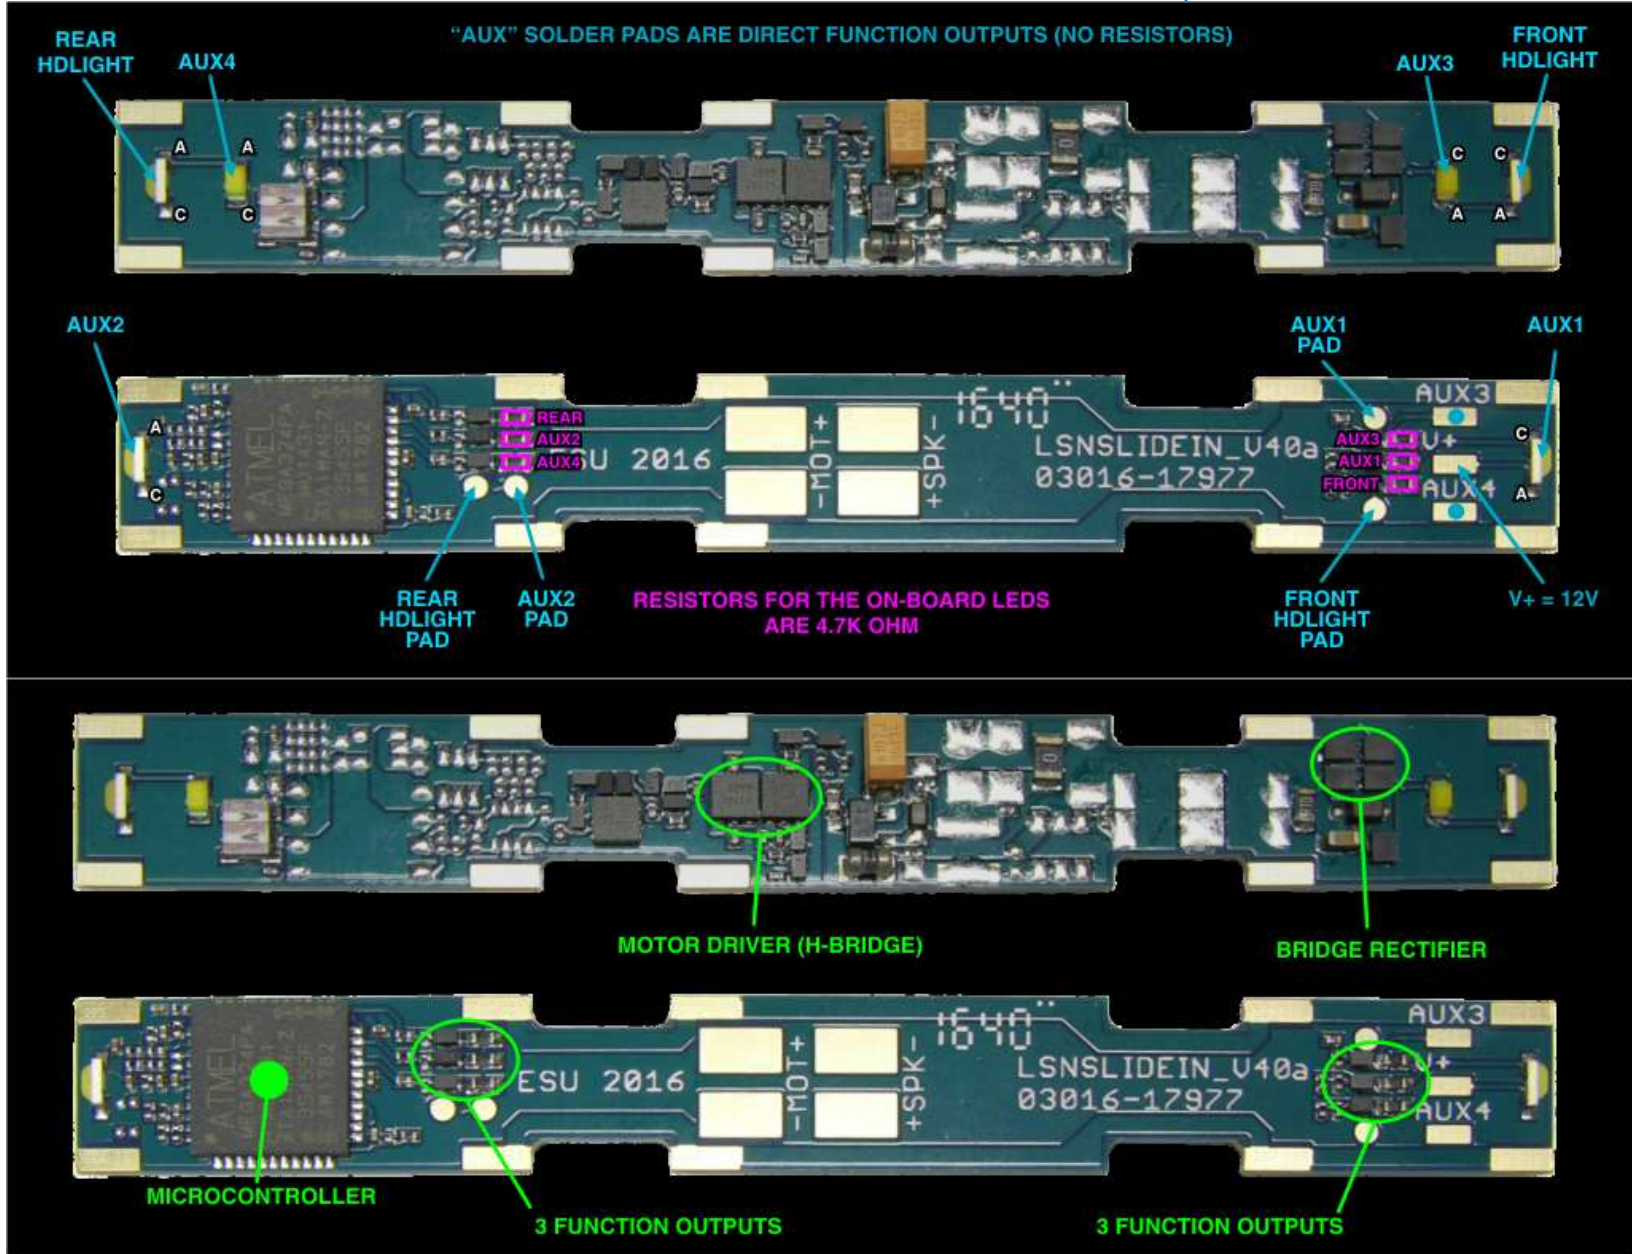 “AUX” SOLDER PADS ARE DIRECT FUNCTION OUTPUTS (NO RESISTORS)
REAR
HDLIGHT
AUX4
AUX3
FRONT
HDLIGHT
A
A
C
C
C
C
A
A
AUX2
AUX1
PAD
AUX1
A
C
ATMEL
REAR
AUX2
AUX4
ESU 2016
-MOT+
+SPK-
1640
LSNSLIDEIN_V40a
03016-17977
AUX3
AUX3
V+
AUX1
FRONT
AUX4
C
A
REAR
HDLIGHT
PAD
AUX2
PAD
RESISTORS FOR THE ON-BOARD LEDS
ARE 4.7K OHM
FRONT
HDLIGHT
PAD
V+ = 12V
MOTOR DRIVER (H-BRIDGE)
BRIDGE RECTIFIER
ATMEL
ESU 2016
-MOT+
+SPK-
1640
LSNSLIDEIN_V40a
03016-17977
AUX3
V+
AUX4
MICROCONTROLLER
3 FUNCTION OUTPUTS
3 FUNCTION OUTPUTS